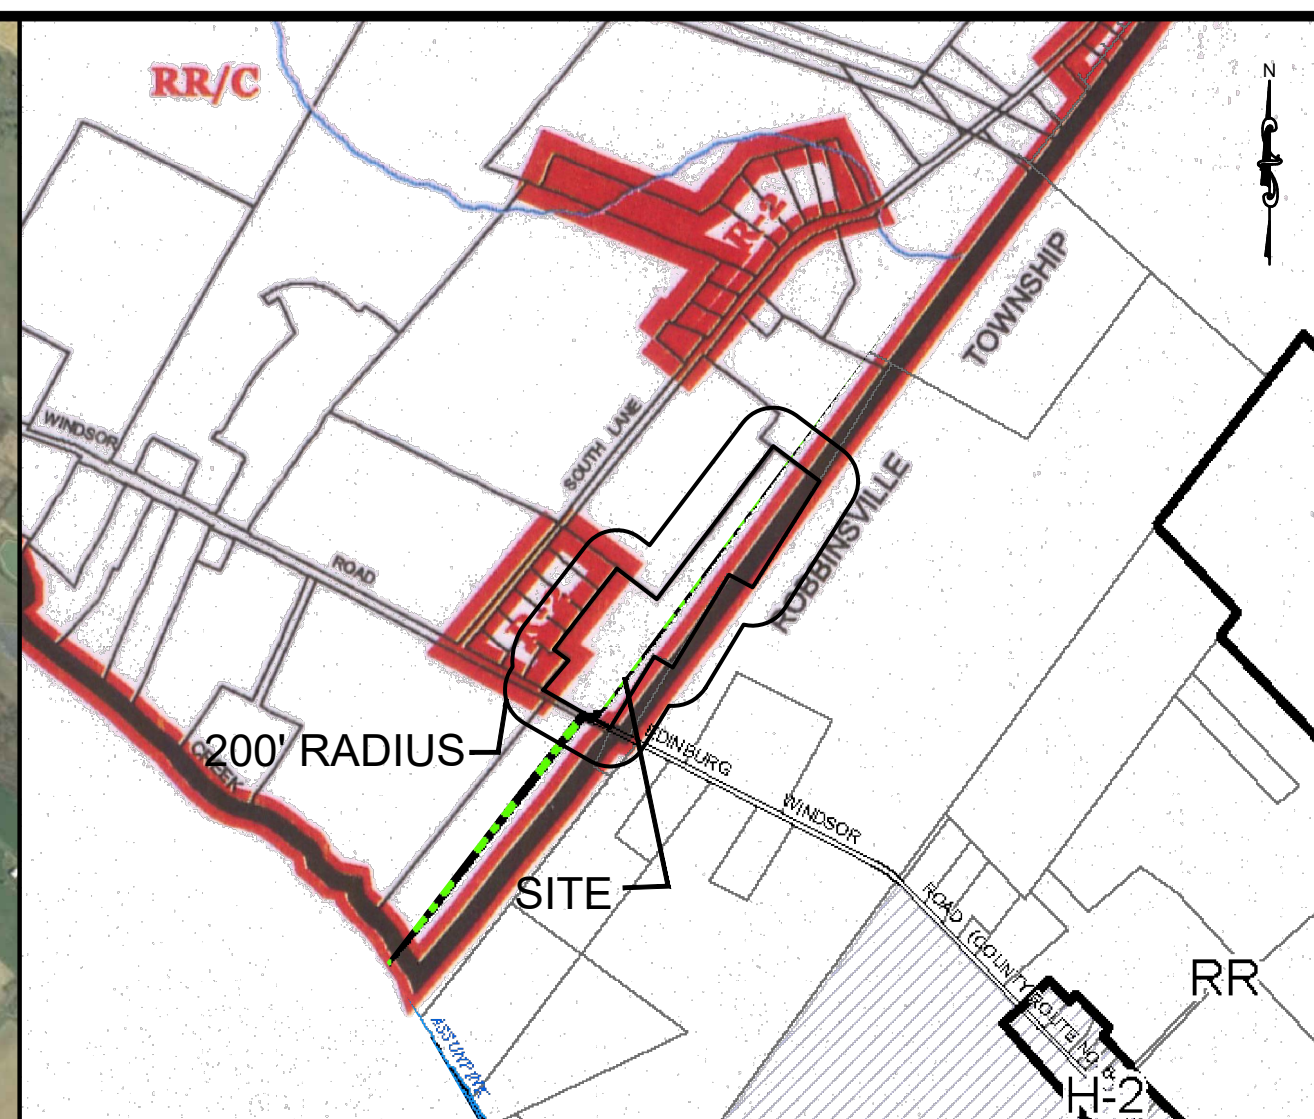 RR/C
N
R-2
TOWNSHIP
WINDSOR
SOUTH LANE
ROBBINSVILLE
ROAD
200' RADIUS
CREEK
EDINBURG
WINDSOR
SITE
ROAD (COUNTY ROUTE NO.
RR
ASSUNPINK
H-2